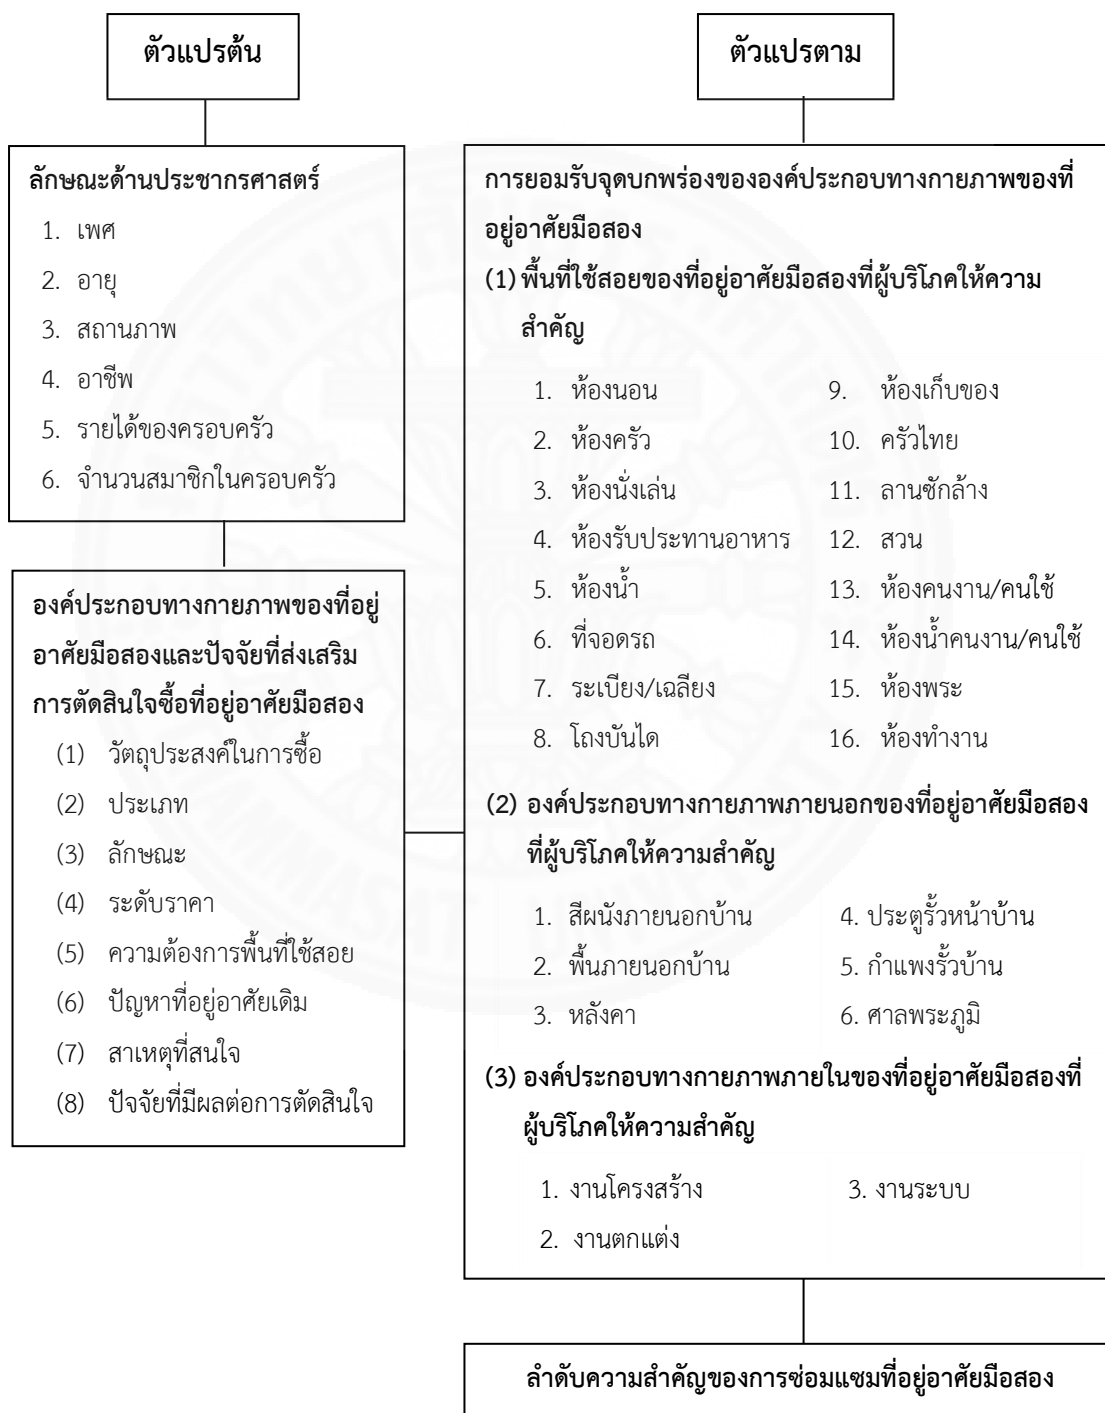 ตัวแปรต้น
ลักษณะด้านประชากรศาสตร์
1. เพศ
2. อายุ
3. สถานภาพ
4. อาชีพ
5. รายได้ของครอบครัว
6. จำนวนสมาชิกในครอบครัว
องค์ประกอบทางกายภาพของที่อยู่
อาศัยมือสองและปัจจัยที่ส่งเสริม
การตัดสินใจซื้อที่อยู่อาศัยมือสอง
(1) วัตถุประสงค์ในการซื้อ
(2) ประเภท
(3) ลักษณะ
(4) ระดับราคา
(5) ความต้องการพื้นที่ใช้สอย
(6) ปัญหาที่อยู่อาศัยเดิม
(7) สาเหตุที่สนใจ
(8) ปัจจัยที่มีผลต่อการตัดสินใจ
ตัวแปรตาม
การยอมรับจุดบกพร่องขององค์ประกอบทางกายภาพของที่
อยู่อาศัยมือสอง
(1) พื้นที่ใช้สอยของที่อยู่อาศัยมือสองที่ผู้บริโภคให้ความ
สำคัญ
1. ห้องนอน
2. ห้องครัว
3. ห้องนั่งเล่น
4. ห้องรับประทานอาหาร
5. ห้องน้ำ
6. ที่จอดรถ
7. ระเบียง/เฉลียง
8. โถงบันได
9. ห้องเก็บของ
10. ครัวไทย
11. ลานซักล้าง
12. สวน
13. ห้องคนงาน/คนใช้
14. ห้องน้ำคนงาน/คนใช้
15. ห้องพระ
16. ห้องทำงาน
(2) องค์ประกอบทางกายภาพภายนอกของที่อยู่อาศัยมือสอง
ที่ผู้บริโภคให้ความสำคัญ
1. สีผนังภายนอกบ้าน
2. พื้นภายนอกบ้าน
3. หลังคา
4. ประตูรั้วหน้าบ้าน
5. กำแพงรั้วบ้าน
6. ศาลพระภูมิ
(3) องค์ประกอบทางกายภาพภายในของที่อยู่อาศัยมือสองที่
ผู้บริโภคให้ความสำคัญ
1. งานโครงสร้าง
2. งานตกแต่ง
3. งานระบบ
ลำดับความสำคัญของการซ่อมแซมที่อยู่อาศัยมือสอง